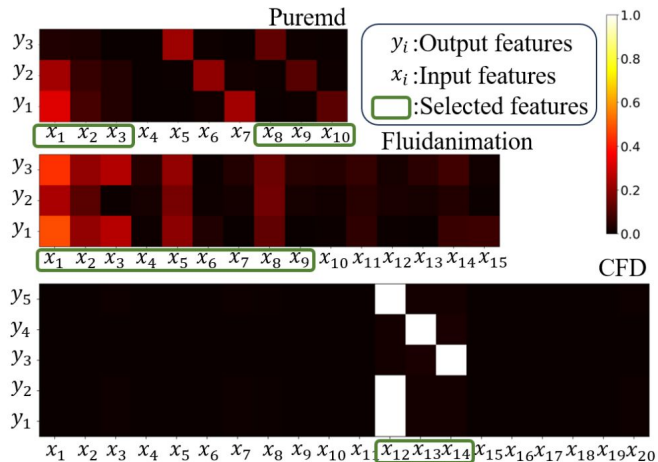 Puremd
y₃
y₂
y₁
x₁ x₂ x₃ x₄ x₅ x₆ x₇ x₈ x₉ x₁₀
yᵢ :Output features
xᵢ :Input features
:Selected features
1.0
0.8
0.6
0.4
0.2
0.0
Fluidanimation
y₃
y₂
y₁
x₁ x₂ x₃ x₄ x₅ x₆ x₇ x₈ x₉ x₁₀ x₁₁ x₁₂ x₁₃ x₁₄ x₁₅
CFD
y₅
y₄
y₃
y₂
y₁
x₁ x₂ x₃ x₄ x₅ x₆ x₇ x₈ x₉ x₁₀ x₁₁ x₁₂ x₁₃ x₁₄ x₁₅ x₁₆ x₁₇ x₁₈ x₁₉ x₂₀